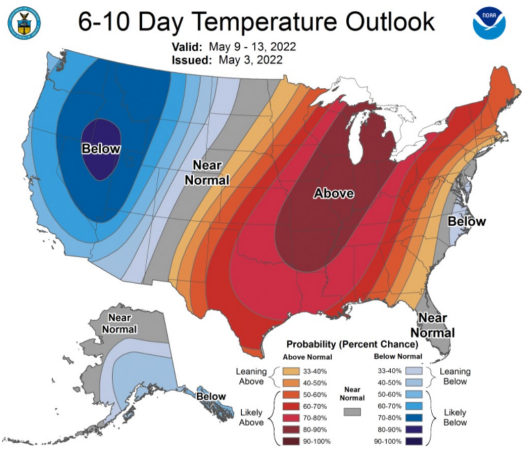 6-10 Day Temperature Outlook
Valid: May 9 - 13, 2022
Issued: May 3, 2022
NOAA
Below
Near
Normal
Above
Below
Near
Normal
Near
Normal
Below
Probability (Percent Chance)
Above Normal
Below Normal
Leaning
Above
33-40%
40-50%
Likely
Above
50-60%
60-70%
70-80%
80-90%
90-100%
Near
Normal
33-40%
40-50%
Leaning
Below
50-60%
60-70%
70-80%
80-90%
90-100%
Likely
Below